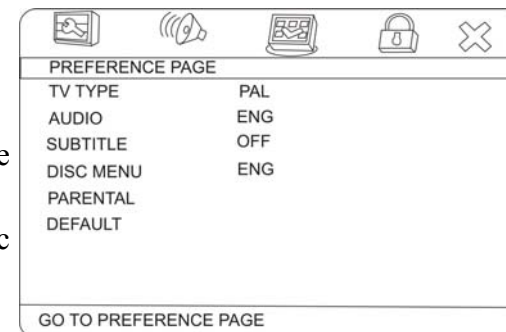 PREFERENCE PAGE
TV TYPE PAL
AUDIO ENG
SUBTITLE OFF
DISC MENU ENG
PARENTAL
DEFAULT
GO TO PREFERENCE PAGE
e
c